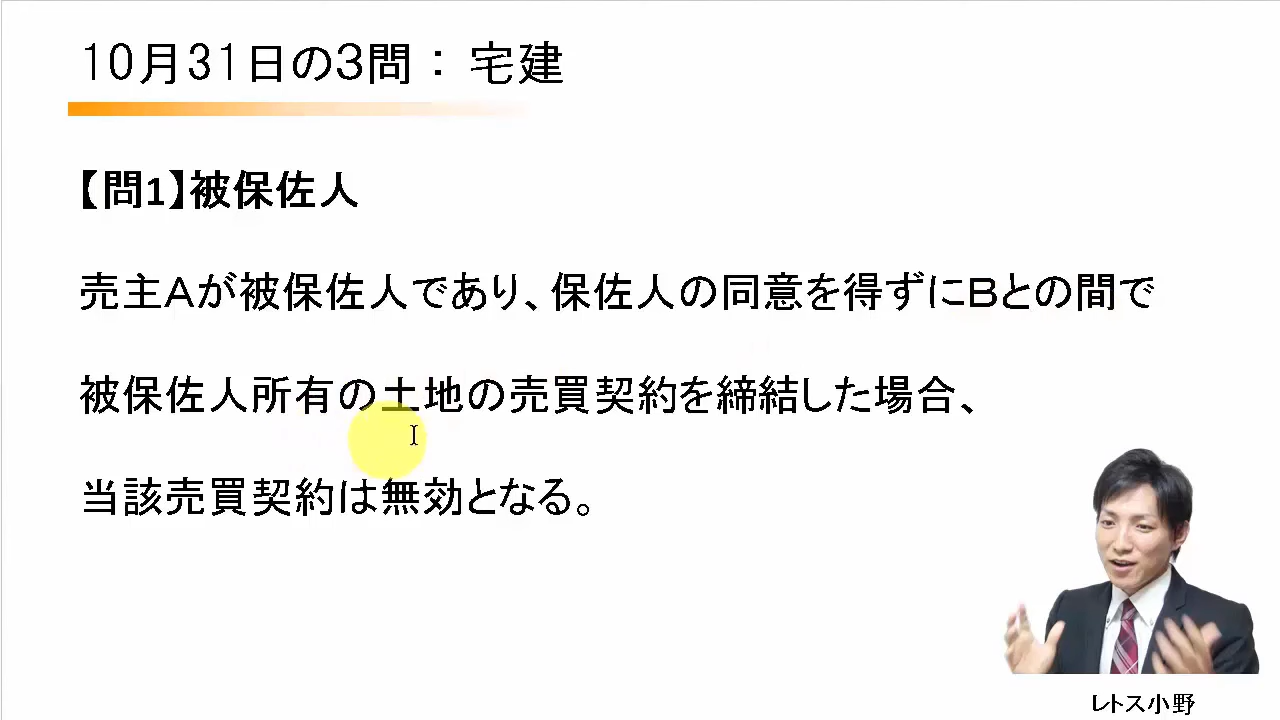 10月31日の3問：宅建
【問1】被保佐人
売主Aが被保佐人であり、保佐人の同意を得ずにBとの間で
被保佐人所有の土地の売買契約を締結した場合、
当該売買契約は無効となる。
レトス小野